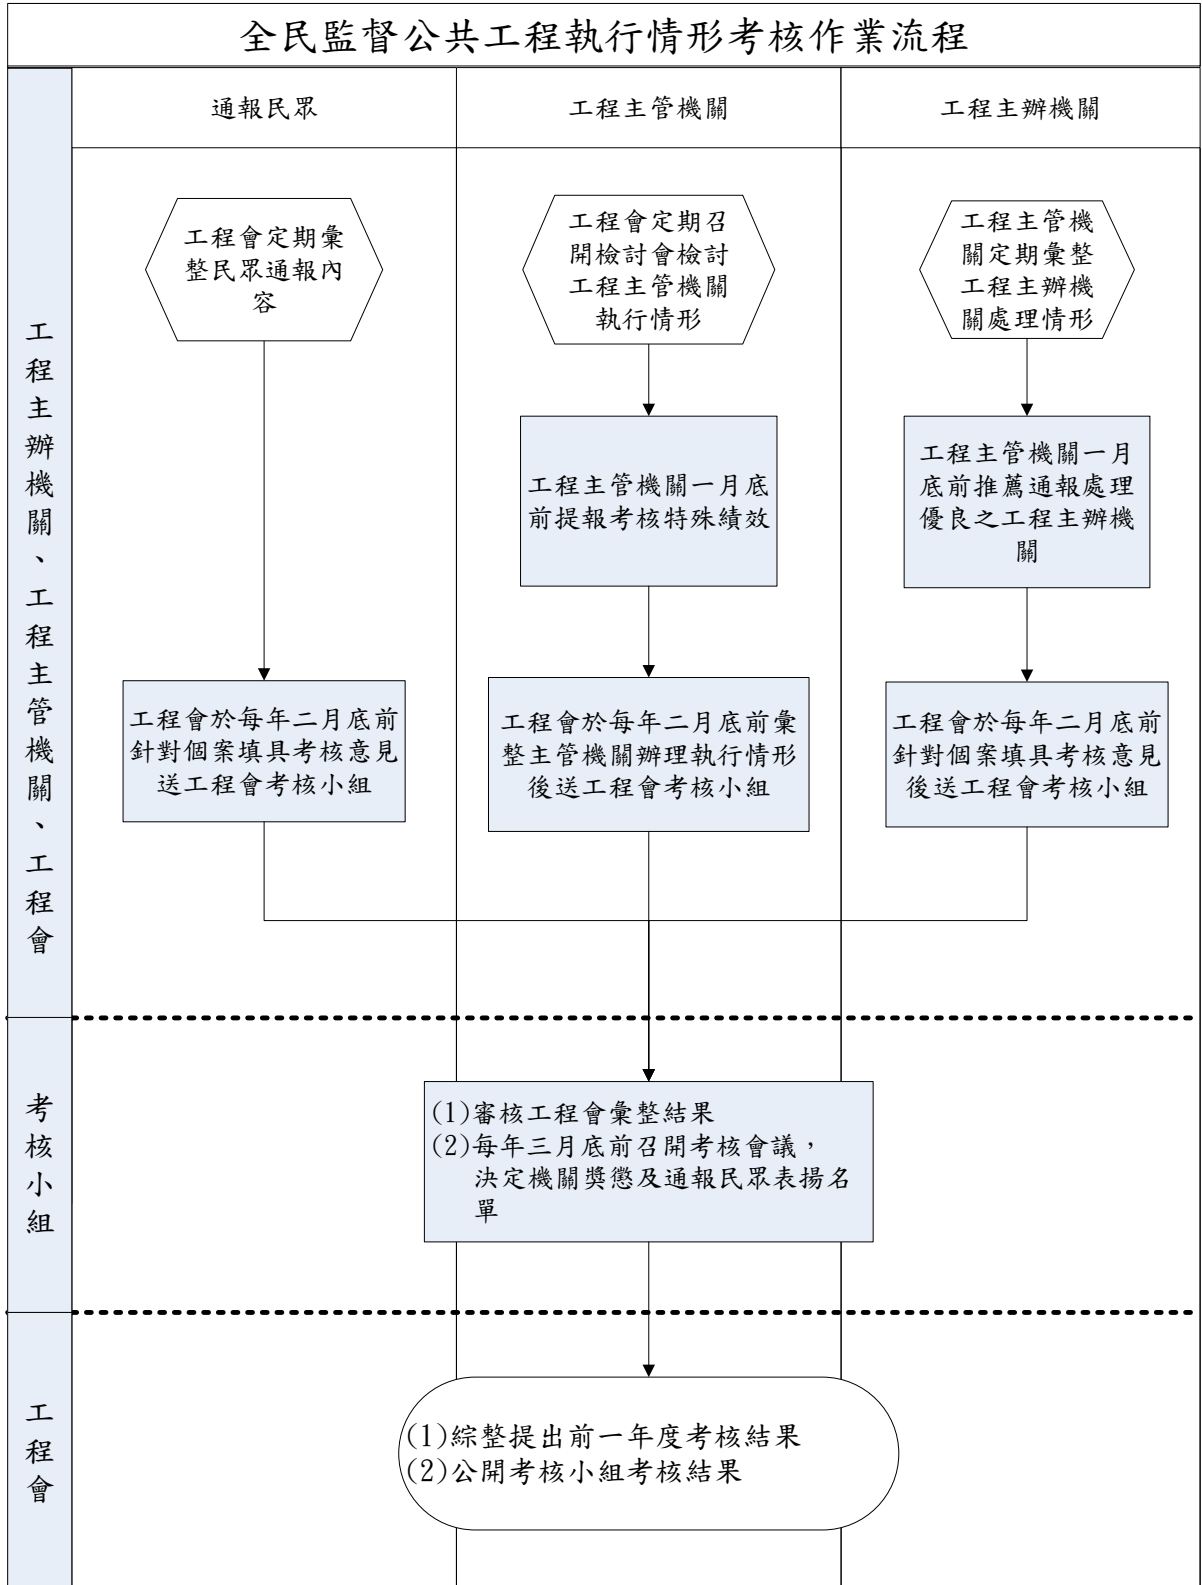 全民監督公共工程執行情形考核作業流程
通報民眾
工程主管機關
工程主辦機關
工程主辦機關、工程主管機關、工程會
工程會定期彙
整民眾通報內
容
工程會定期召
開檢討會檢討
工程主管機關
執行情形
工程主管機
關定期彙整
工程主辦機
關處理情形
工程主管機關一月底
前提報考核特殊績效
工程主管機關一月
底前推薦通報處理
優良之工程主辦機
關
工程會於每年二月底前
針對個案填具考核意見
送工程會考核小組
工程會於每年二月底前彙
整主管機關辦理執行情形
後送工程會考核小組
工程會於每年二月底前
針對個案填具考核意見
後送工程會考核小組
考核小組
(1)審核工程會彙整結果
(2)每年三月底前召開考核會議，
決定機關獎懲及通報民眾表揚名
單
工程會
(1)綜整提出前一年度考核結果
(2)公開考核小組考核結果